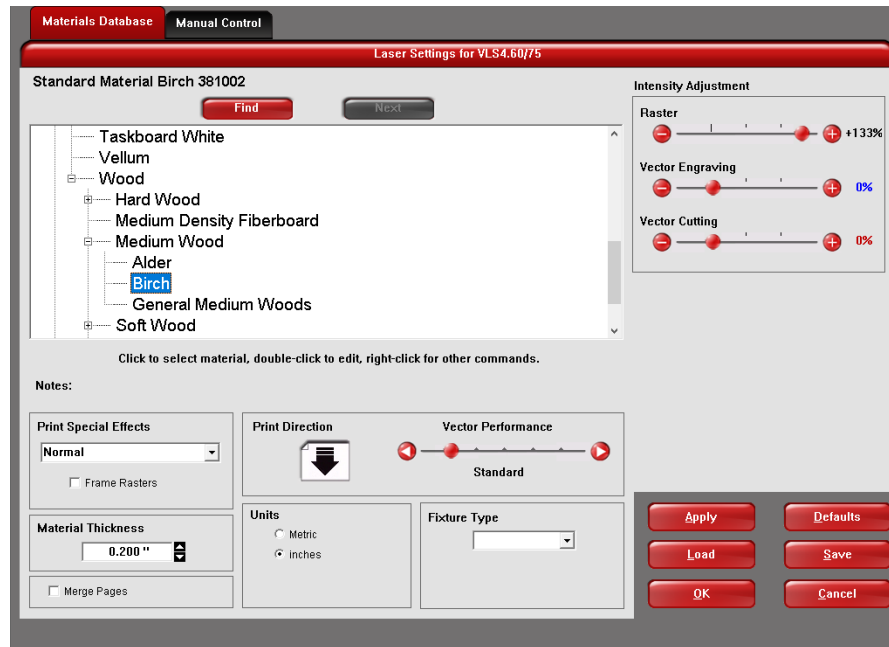 Materials Database
Manual Control
Laser Settings for VLS4.60/75
Standard Material Birch 381002
Find
Next
Taskboard White
Vellum
Wood
Hard Wood
Medium Density Fiberboard
Medium Wood
Alder
Birch
General Medium Woods
Soft Wood
Click to select material, double-click to edit, right-click for other commands.
Notes:
Intensity Adjustment
Raster
+133%
Vector Engraving
0%
Vector Cutting
0%
Print Special Effects
Normal
Frame Rasters
Material Thickness
0.200 "
Merge Pages
Print Direction
Vector Performance
Standard
Units
Metric
inches
Fixture Type
Apply
Defaults
Load
Save
OK
Cancel